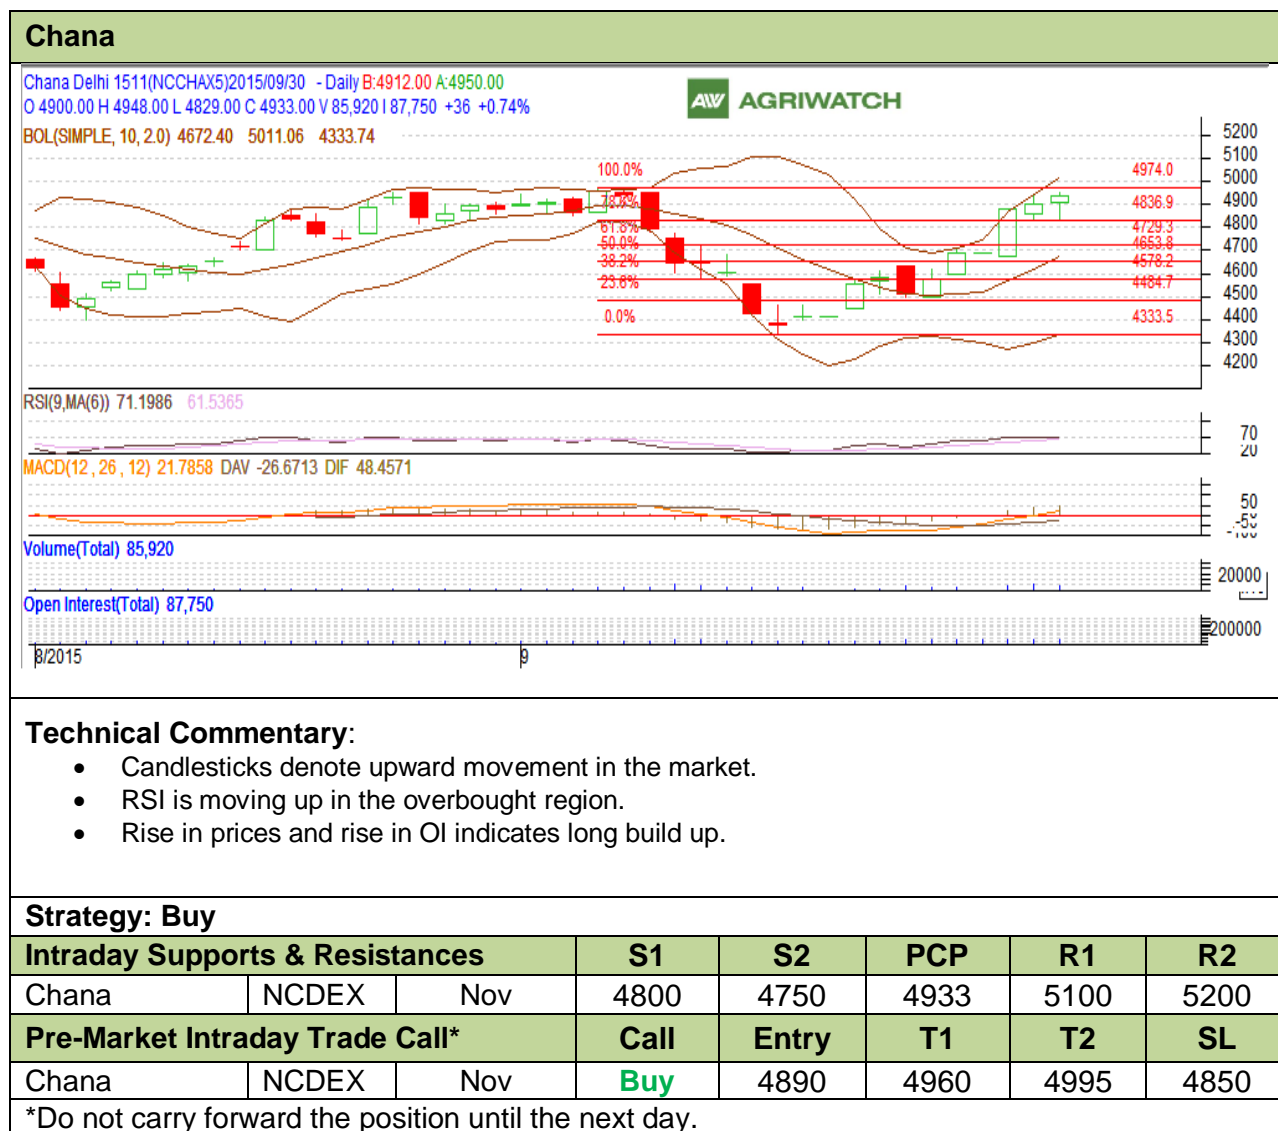 Chana
Chana Delhi 1511(NCCHAX5)2015/09/30 - Daily B:4912.00 A:4950.00
O 4900.00 H 4948.00 L 4829.00 C 4933.00 V 85,920 I 87,750 +36 +0.74%
AW AGRIWATCH
BOL(SIMPLE, 10, 2.0) 4672.40 5011.06 4333.74
5200
5100
100.0% 4974.0
5000
4900
78.6% 4836.9
4800
61.8% 4729.3
4700
50.0% 4653.8
38.2% 4578.2
4600
23.6% 4484.7
4500
4400
0.0% 4333.5
4300
4200
RSI(9,MA(6)) 71.1986 61.5365
70
20
MACD(12 , 26 , 12) 21.7858 DAV -26.6713 DIF 48.4571
50
-50
-100
Volume(Total) 85,920
20000
Open Interest(Total) 87,750
200000
8/2015 9
Technical Commentary:
• Candlesticks denote upward movement in the market.
• RSI is moving up in the overbought region.
• Rise in prices and rise in OI indicates long build up.
Strategy: Buy
Intraday Supports & Resistances S1 S2 PCP R1 R2
Chana NCDEX Nov 4800 4750 4933 5100 5200
Pre-Market Intraday Trade Call* Call Entry T1 T2 SL
Chana NCDEX Nov Buy 4890 4960 4995 4850
*Do not carry forward the position until the next day.